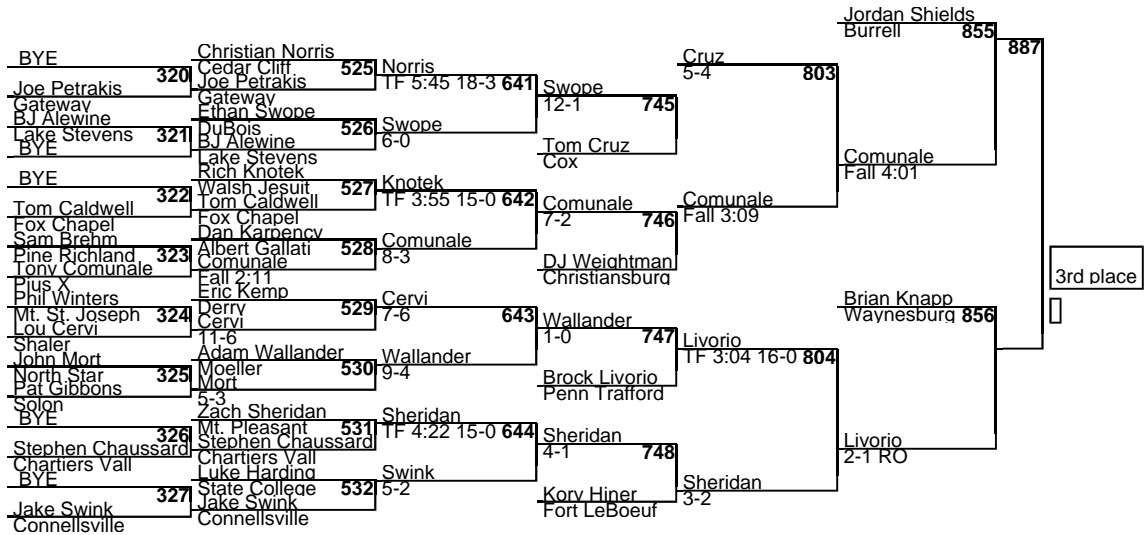 BYE
320
Joe Petrakis
Gateway
BJ Alewine
Lake Stevens
321
BYE
BYE
322
Tom Caldwell
Fox Chapel
Sam Brehm
Pine Richland
323
Tony Comunale
Pius X
Phil Winters
Mt. St. Joseph
324
Lou Cervi
Shaler
John Mort
North Star
325
Pat Gibbons
Solon
BYE
326
Stephen Chaussard
Chartiers Vall
BYE
327
Jake Swink
Connellsville
Christian Norris
Cedar Cliff
525
Joe Petrakis
Gateway
Ethan Swope
DuBois
526
BJ Alewine
Lake Stevens
Rich Knotek
Walsh Jesuit
527
Tom Caldwell
Fox Chapel
Dan Karpency
Albert Gallati
528
Comunale
Fall 2:11
Eric Kemp
Derry
529
Cervi
11-6
Adam Wallander
Moeller
530
Mort
5-3
Zach Sheridan
Mt. Pleasant
531
Stephen Chaussard
Chartiers Vall
Luke Harding
State College
532
Jake Swink
Connellsville
Norris
TF 5:45 18-3 641
Swope
6-0
Knotek
TF 3:55 15-0 642
Comunale
8-3
Cervi
7-6
643
Wallander
9-4
Sheridan
TF 4:22 15-0 644
Swink
5-2
Swope
12-1
745
Tom Cruz
Cox
Comunale
7-2
746
DJ Weightman
Christiansburg
Wallander
1-0
747
Brock Livorio
Penn Trafford
Sheridan
4-1
748
Kory Hiner
Fort LeBoeuf
Cruz
5-4
803
Comunale
Fall 3:09
Livorio
TF 3:04 16-0 804
Sheridan
3-2
Jordan Shields
Burrell
855
Comunale
Fall 4:01
Brian Knapp
Waynesburg 856
Livorio
2-1 RO
887
3rd place